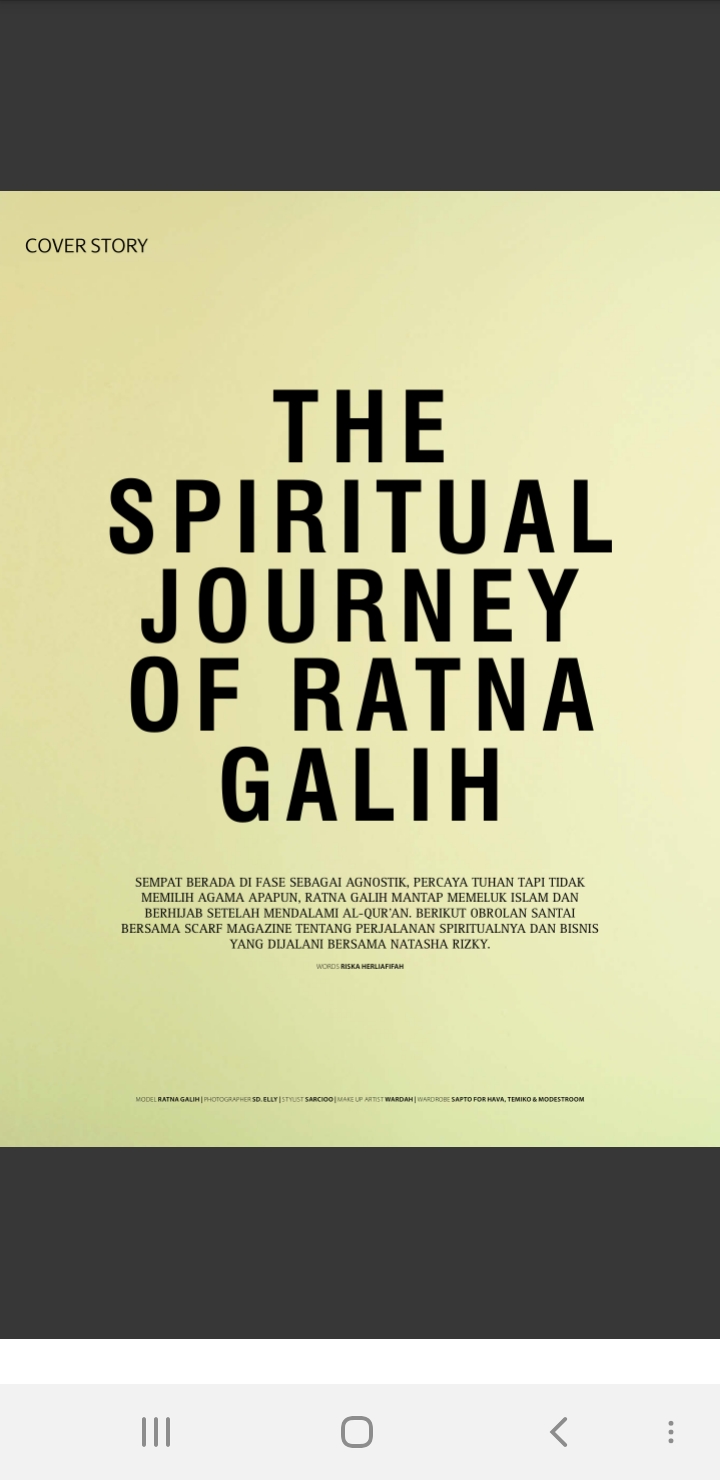 COVER STORY
THE
SPIRITUAL
JOURNEY
OF RATNA
GALIH
SEMPAT BERADA DI FASE SEBAGAI AGNOSTIK, PERCAYA TUHAN TAPI TIDAK
MEMILIH AGAMA APAPUN, RATNA GALIH MANTAP MEMELUK ISLAM DAN
BERHIJAB SETELAH MENDALAMI AL-QUR'AN. BERIKUT OBROLAN SANTAI
BERSAMA SCARF MAGAZINE TENTANG PERJALANAN SPIRITUALNYA DAN BISNIS
YANG DIJALANI BERSAMA NATASHA RIZKY.
WORDS RISKA HERLIAFIFAH
MODEL RATNA GALIH | PHOTOGRAPHER SD. ELLY | STYLIST SARCIOO | MAKE UP ARTIST WARDAH | WARDROBE SAPTO FOR HAVA, TEMIKO & MODESTROOM